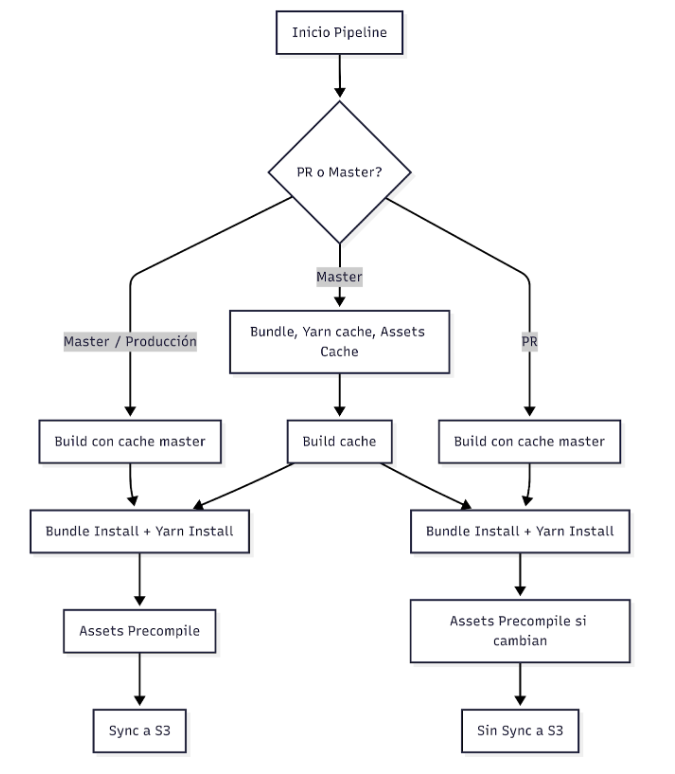 Inicio Pipeline
PR o Master?
Master
Bundle, Yarn cache, Assets
Cache
Master / Producción
PR
Build con cache master
Build cache
Build con cache master
Bundle Install + Yarn Install
Bundle Install + Yarn Install
Assets Precompile
Assets Precompile si
cambian
Sync a S3
Sin Sync a S3